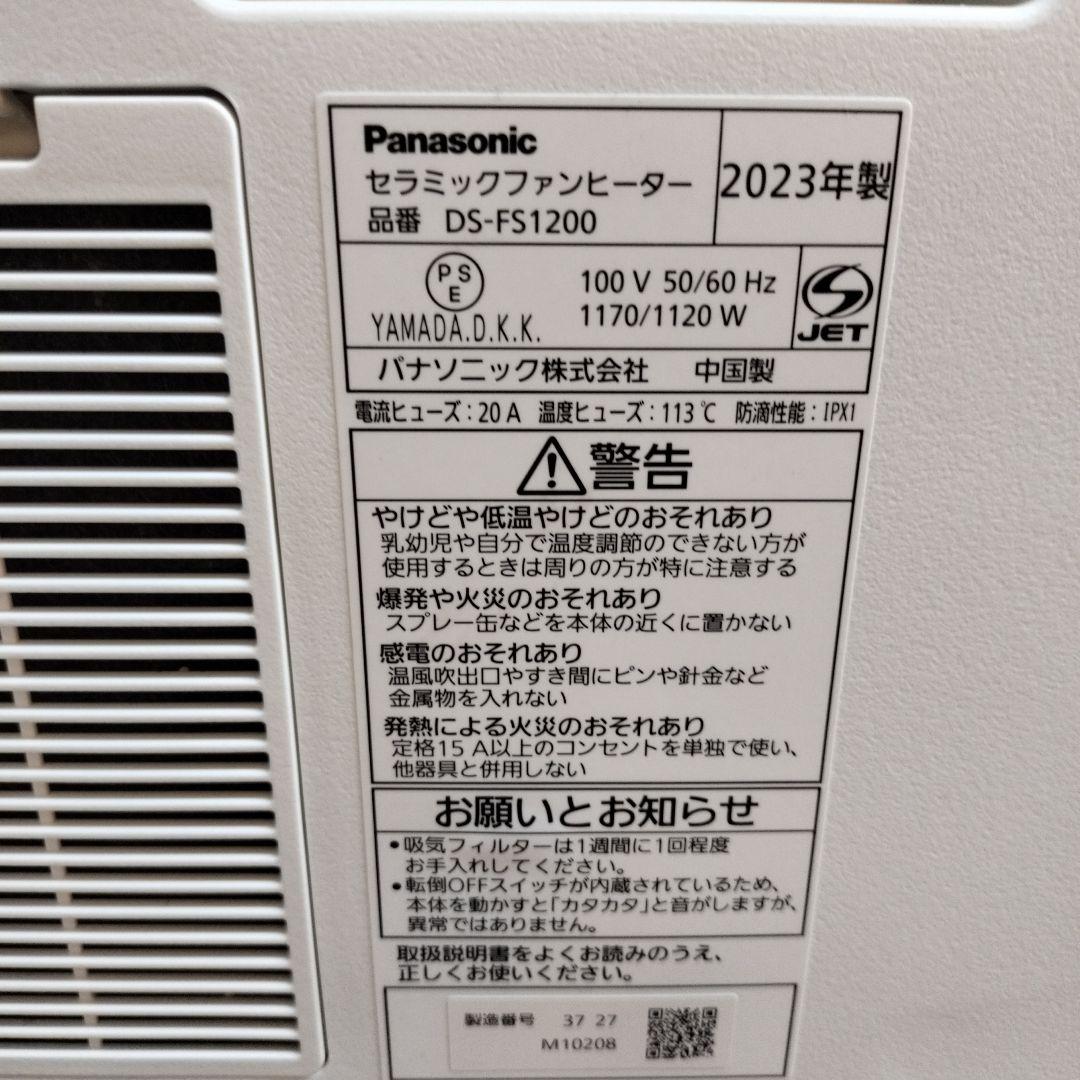 Panasonic
セラミックファンヒーター
品番 DS-FS1200
2023年製
PSE
YAMADA.D.K.K.
100 V 50/60 Hz
1170/1120 W
JET
パナソニック株式会社 中国製
電流ヒューズ：20 A 温度ヒューズ：113℃ 防滴性能：IPX1
警告
やけどや低温やけどのおそれあり
乳幼児や自分で温度調節のできない方が
使用するときは周りの方が特に注意する
爆発や火災のおそれあり
スプレー缶などを本体の近くに置かない
感電のおそれあり
温風吹出口やすき間にピンや針金など
金属物を入れない
発熱による火災のおそれあり
定格15 A以上のコンセントを単独で使い、
他器具と併用しない
お願いとお知らせ
•吸気フィルターは1週間に1回程度
お手入れしてください。
•転倒OFFスイッチが内蔵されているため、
本体を動かすと「カタカタ」と音がしますが、
異常ではありません。
取扱説明書をよくお読みのうえ、
正しくお使いください。
製造番号 37 27
M10208